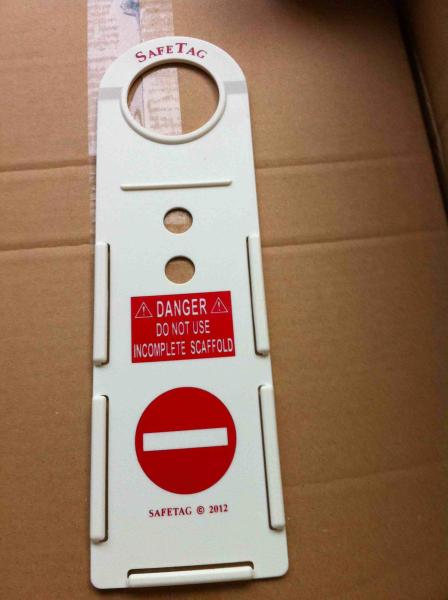 SAFETAG
DANGER
DO NOT USE
INCOMPLETE SCAFFOLD
SAFETAG © 2012